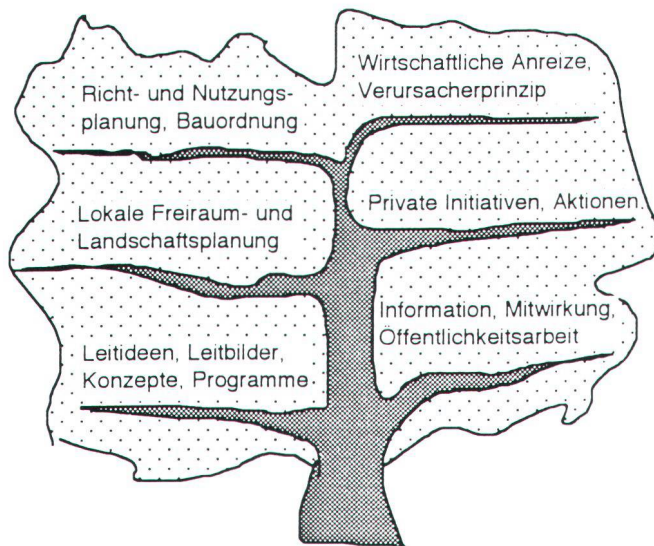 Richt- und Nutzungs-
planung, Bauordnung
Wirtschaftliche Anreize,
Verursacherprinzip
Lokale Freiraum- und
Landschaftsplanung
Private Initiativen, Aktionen
Leitideen, Leitbilder,
Konzepte, Programme
Information, Mitwirkung,
Öffentlichkeitsarbeit